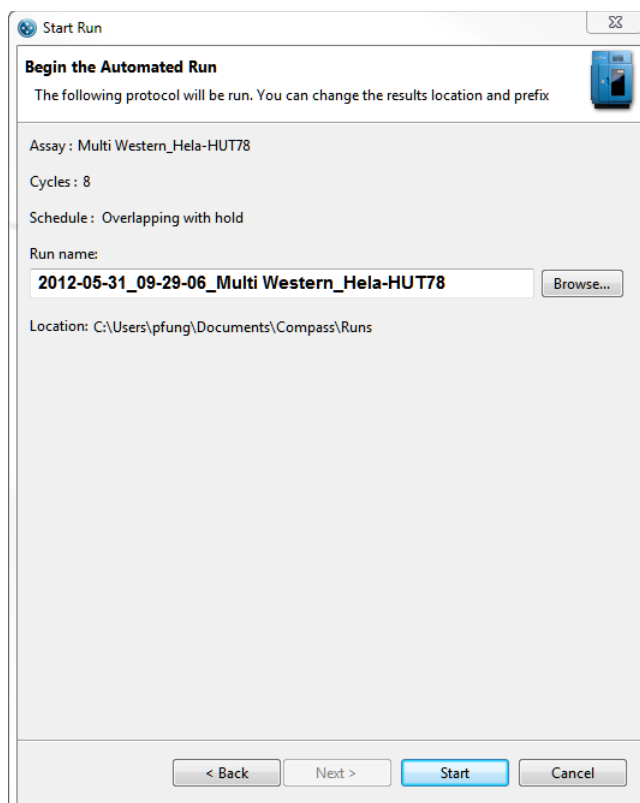 Start Run
Begin the Automated Run
The following protocol will be run. You can change the results location and prefix
Assay : Multi Western_Hela-HUT78
Cycles : 8
Schedule : Overlapping with hold
Run name:
2012-05-31_09-29-06_Multi Western_Hela-HUT78
Browse...
Location: C:\Users\pfung\Documents\Compass\Runs
< Back Next > Start Cancel